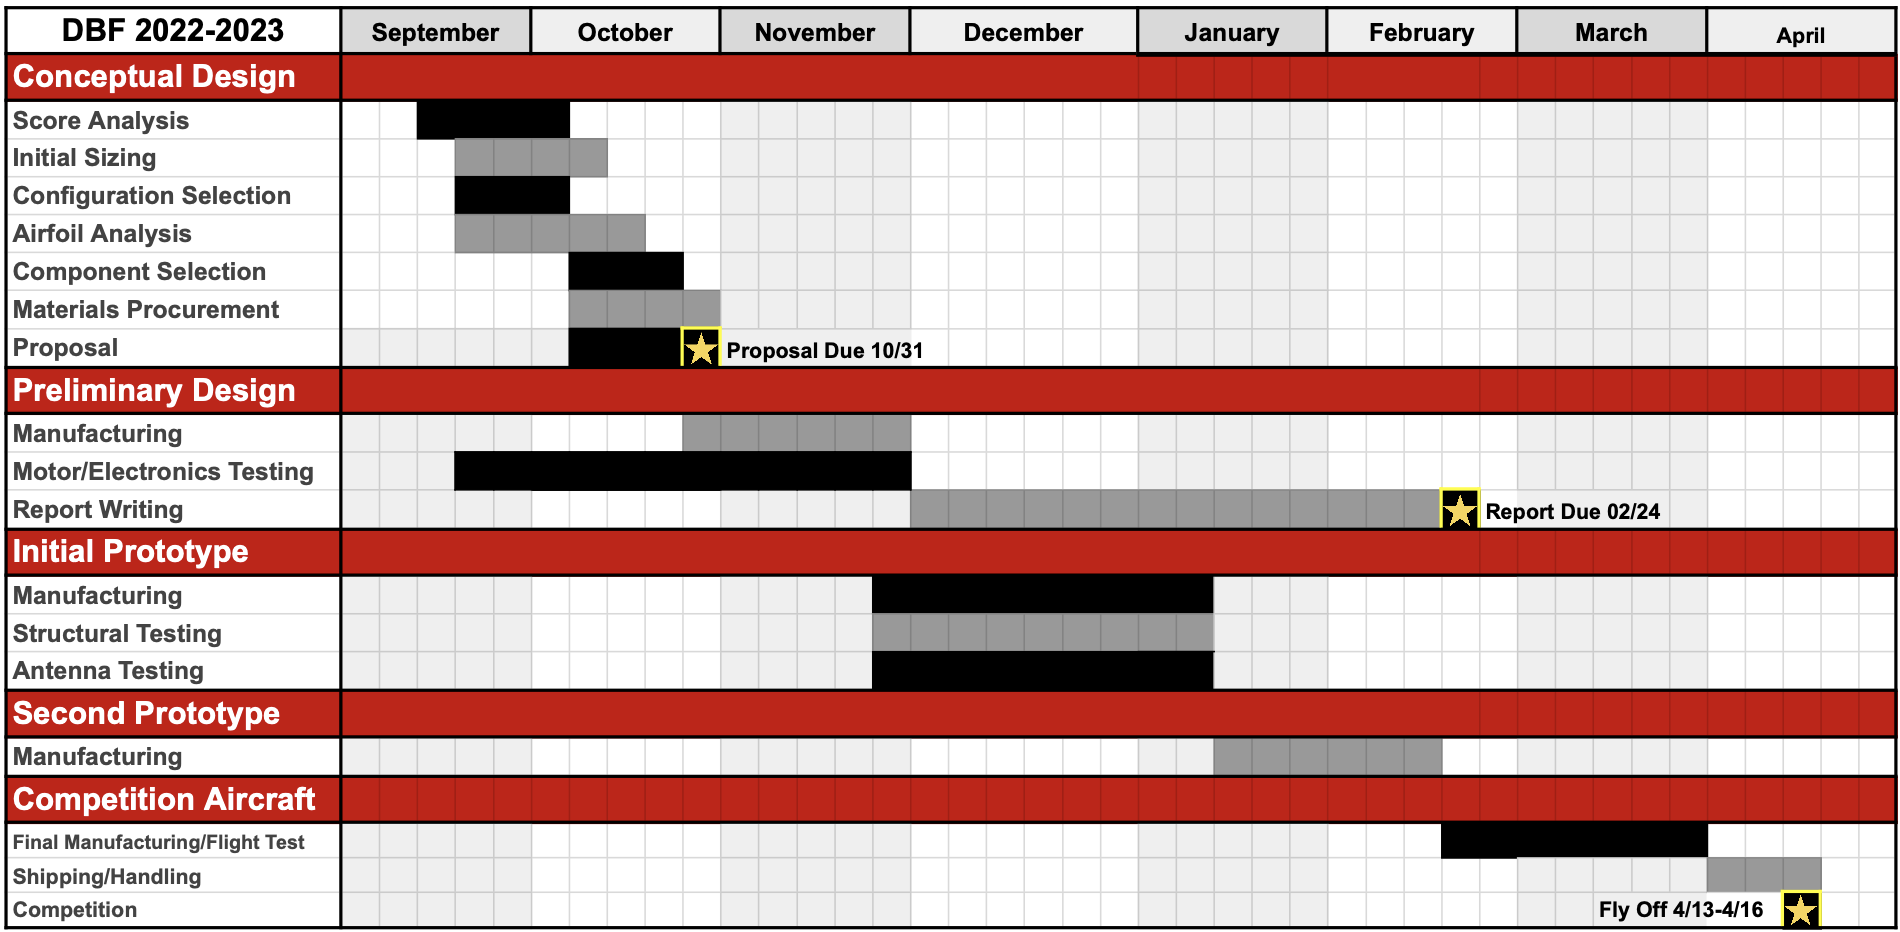 DBF 2022-2023 September October November December January February March April
Conceptual Design
Score Analysis
Initial Sizing
Configuration Selection
Airfoil Analysis
Component Selection
Materials Procurement
Proposal Proposal Due 10/31
Preliminary Design
Manufacturing
Motor/Electronics Testing
Report Writing Report Due 02/24
Initial Prototype
Manufacturing
Structural Testing
Antenna Testing
Second Prototype
Manufacturing
Competition Aircraft
Final Manufacturing/Flight Test
Shipping/Handling
Competition Fly Off 4/13-4/16